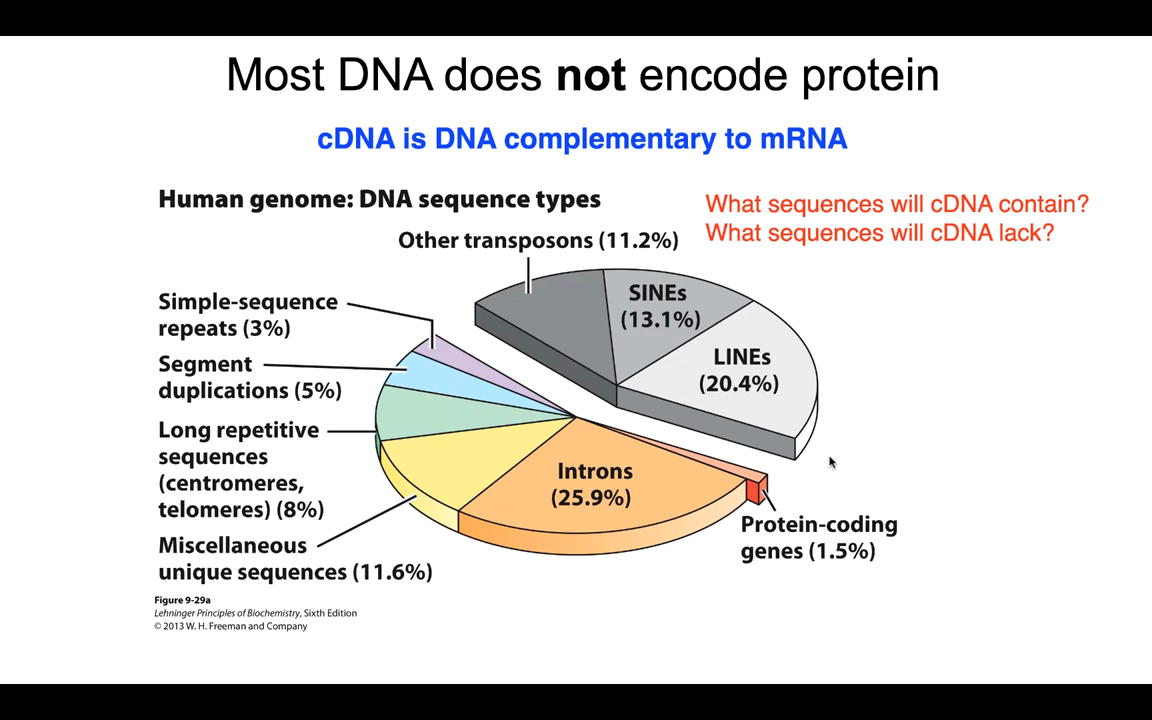 Most DNA does not encode protein
cDNA is DNA complementary to mRNA
Human genome: DNA sequence types
What sequences will cDNA contain?
What sequences will cDNA lack?
Other transposons (11.2%)
SINEs
(13.1%)
LINEs
(20.4%)
Simple-sequence
repeats (3%)
Segment
duplications (5%)
Long repetitive
sequences
(centromeres,
telomeres) (8%)
Miscellaneous
unique sequences (11.6%)
Introns
(25.9%)
Protein-coding
genes (1.5%)
Figure 9-29a
Lehninger Principles of Biochemistry, Sixth Edition
© 2013 W. H. Freeman and Company